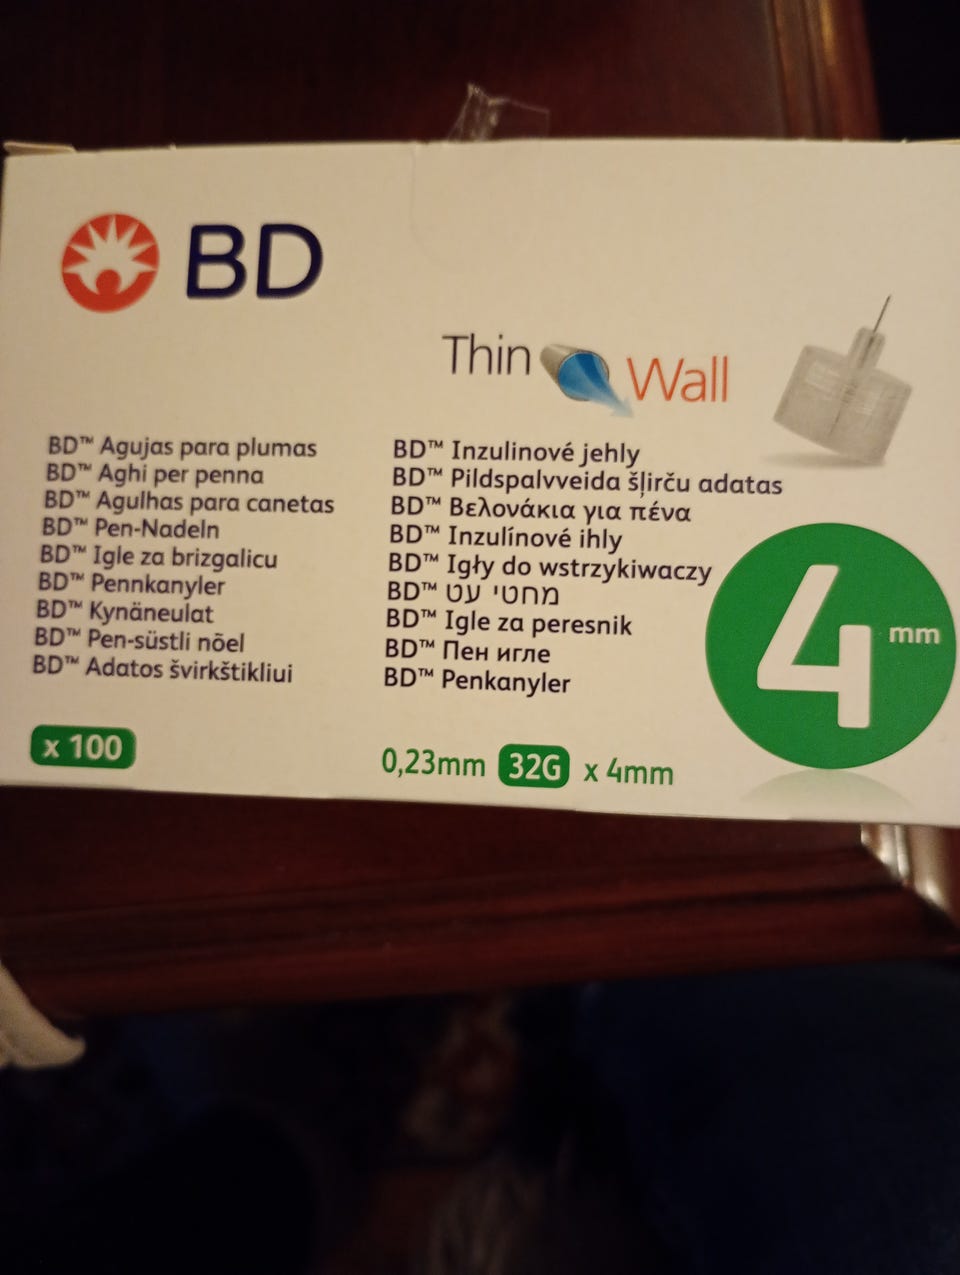 BD
Thin Wall
BD™ Agujas para plumas
BD™ Aghi per penna
BD™ Agulhas para canetas
BD™ Pen-Nadeln
BD™ Igle za brizgalicu
BD™ Pennkanyler
BD™ Kynäneulat
BD™ Pen-süstli nõel
BD™ Adatos švirkštikliui
BD™ Inzulinové jehly
BD™ Pildspalvveida šļirču adatas
BD™ Βελονάκια για πένα
BD™ Inzulínové ihly
BD™ Igły do wstrzykiwaczy
BD™ מחטי עט
BD™ Igle za peresnik
BD™ Пен игле
BD™ Penkanyler
4 mm
x 100
0,23mm 32G x 4mm